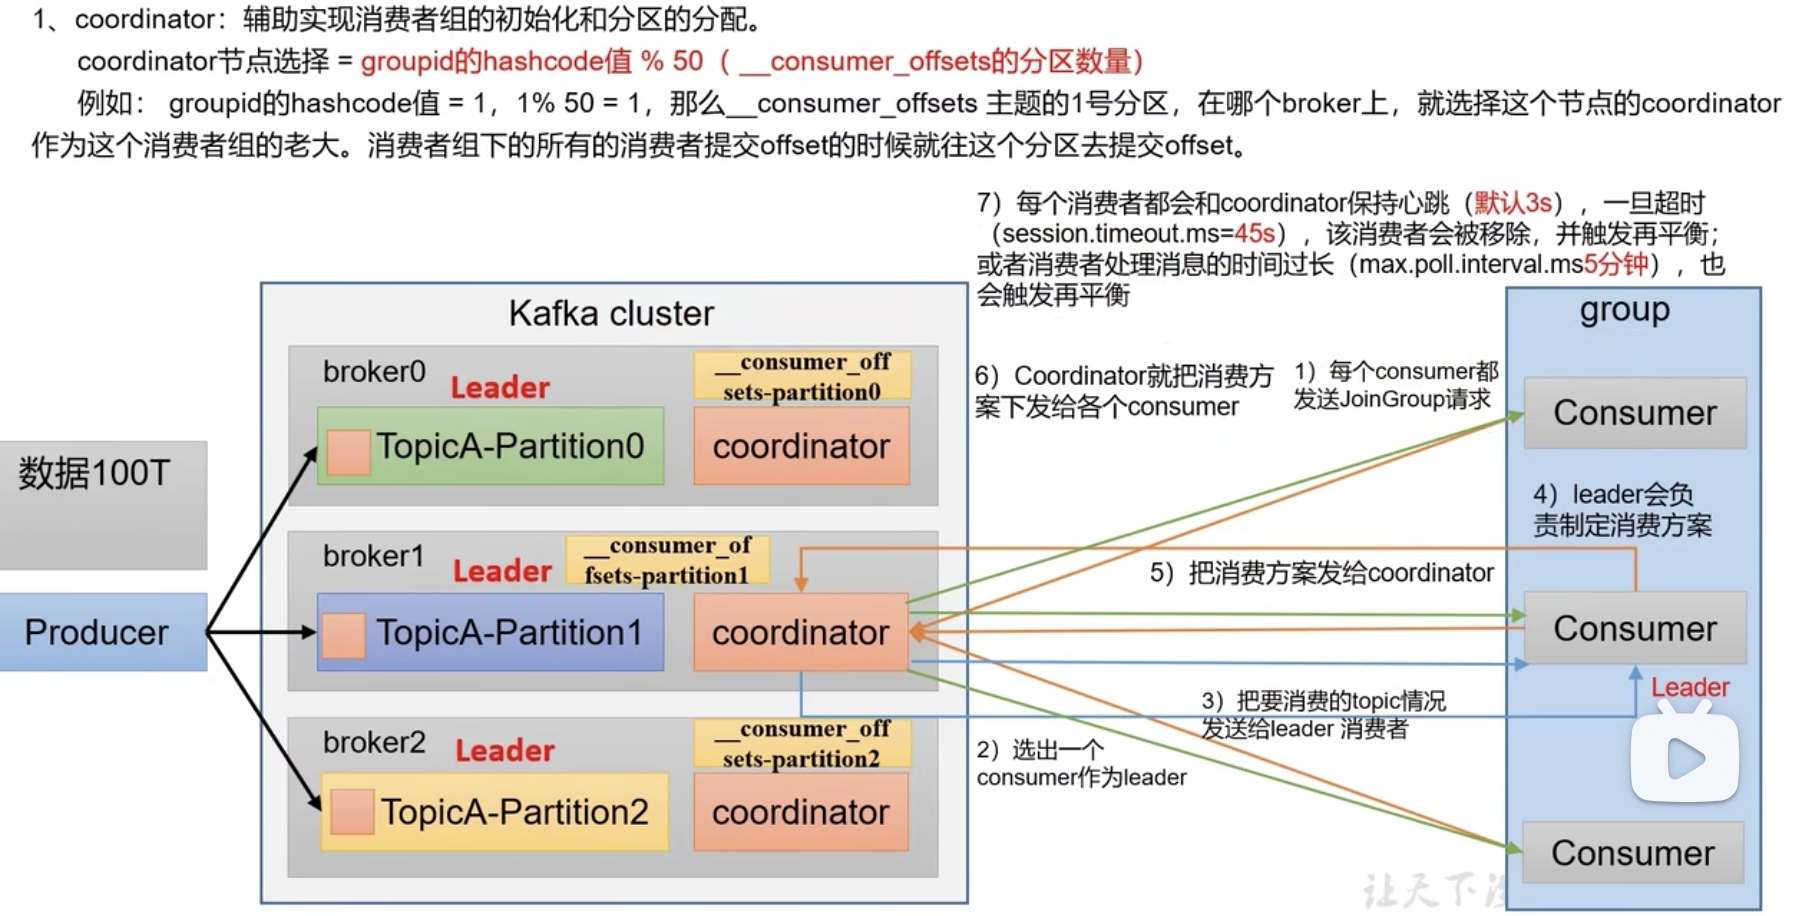 1、coordinator：辅助实现消费者组的初始化和分区的分配。
coordinator节点选择 = groupid的hashcode值 % 50（ __consumer_offsets的分区数量）
例如： groupid的hashcode值 = 1，1% 50 = 1，那么__consumer_offsets 主题的1号分区，在哪个broker上，就选择这个节点的coordinator
作为这个消费者组的老大。消费者组下的所有的消费者提交offset的时候就往这个分区去提交offset。
7）每个消费者都会和coordinator保持心跳（默认3s），一旦超时
（session.timeout.ms=45s），该消费者会被移除，并触发再平衡；
或者消费者处理消息的时间过长（max.poll.interval.ms5分钟），也
会触发再平衡
Kafka cluster
group
broker0
Leader
__consumer_off
sets-partition0
TopicA-Partition0
coordinator
6）Coordinator就把消费方
案下发给各个consumer
1）每个consumer都
发送JoinGroup请求
Consumer
数据100T
4）leader会负
责制定消费方案
broker1
Leader
__consumer_of
fsets-partition1
5）把消费方案发给coordinator
Producer
TopicA-Partition1
coordinator
Consumer
Leader
3）把要消费的topic情况
发送给leader 消费者
broker2
Leader
__consumer_off
sets-partition2
2）选出一个
consumer作为leader
TopicA-Partition2
coordinator
Consumer
让天下没